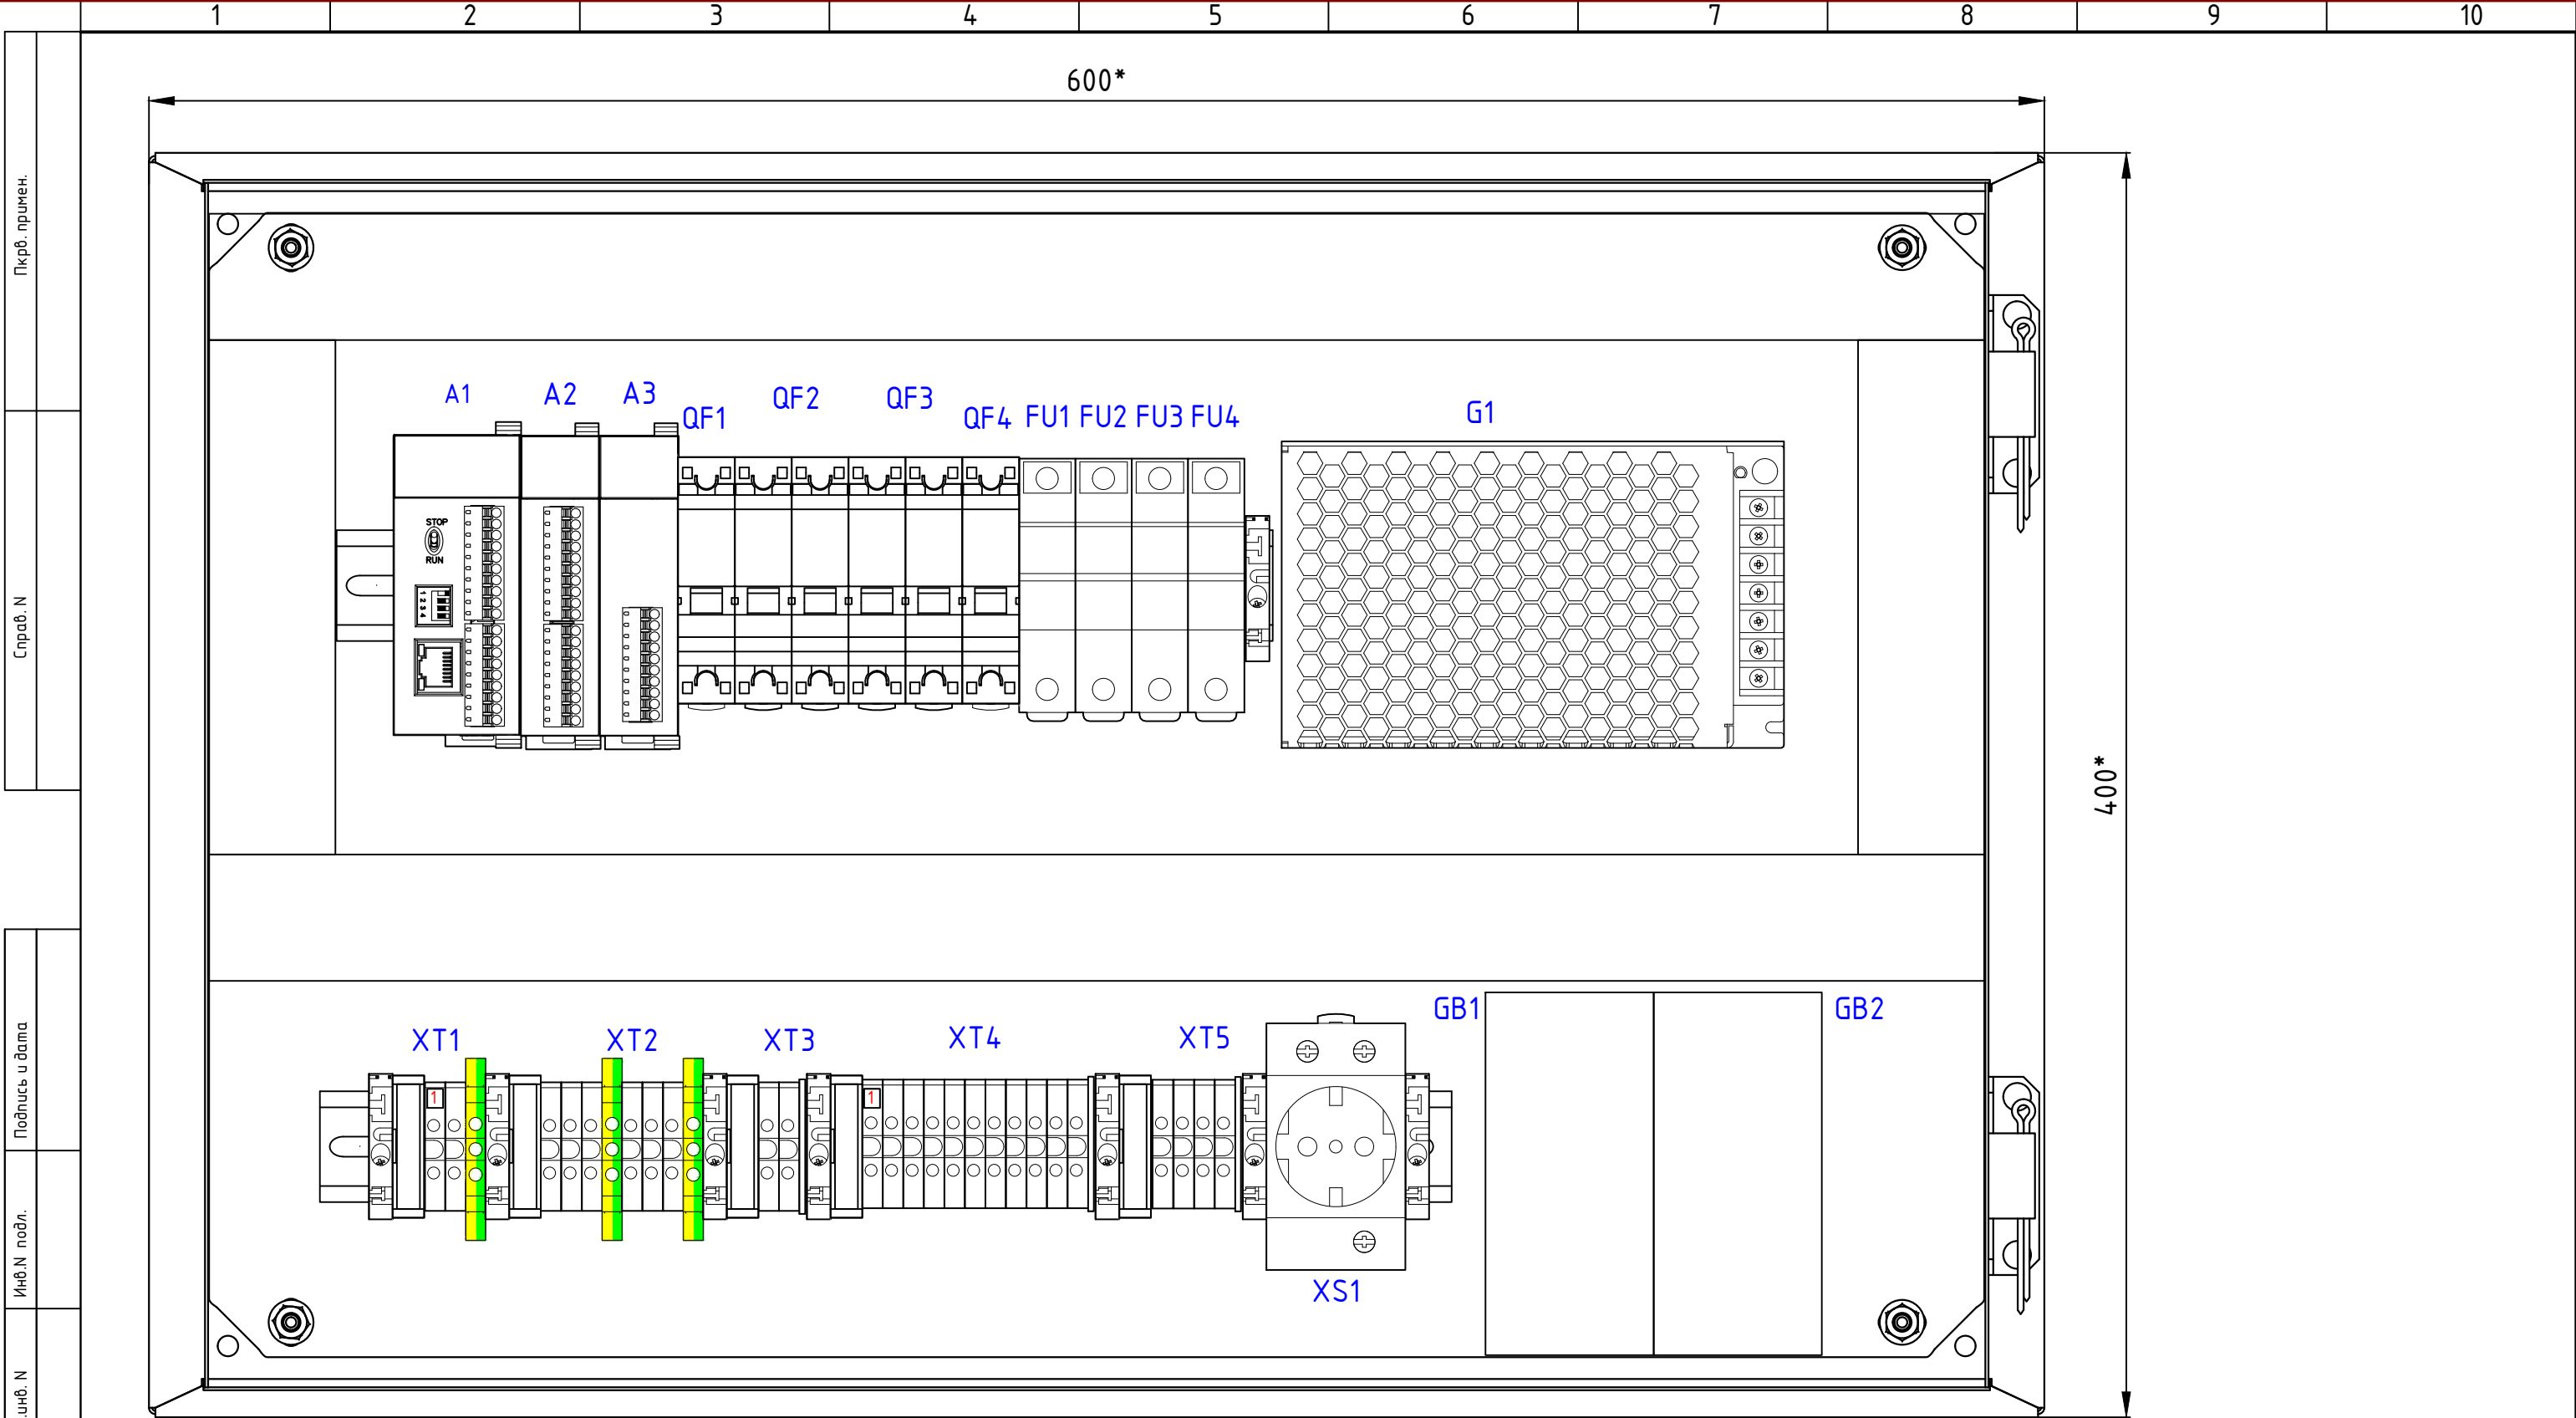 1 2 3 4 5 6 7 8 9 10
600*
Пкрв. примен.
A1 A2 A3 QF1 QF2 QF3 QF4 FU1 FU2 FU3 FU4 G1
STOP
RUN
1 2 3 4
Справ. N
400*
GB1 GB2
XT1 XT2 XT3 XT4 XT5
1 1
XS1
Подпись и дата
Инв.N подл.
.инв. N